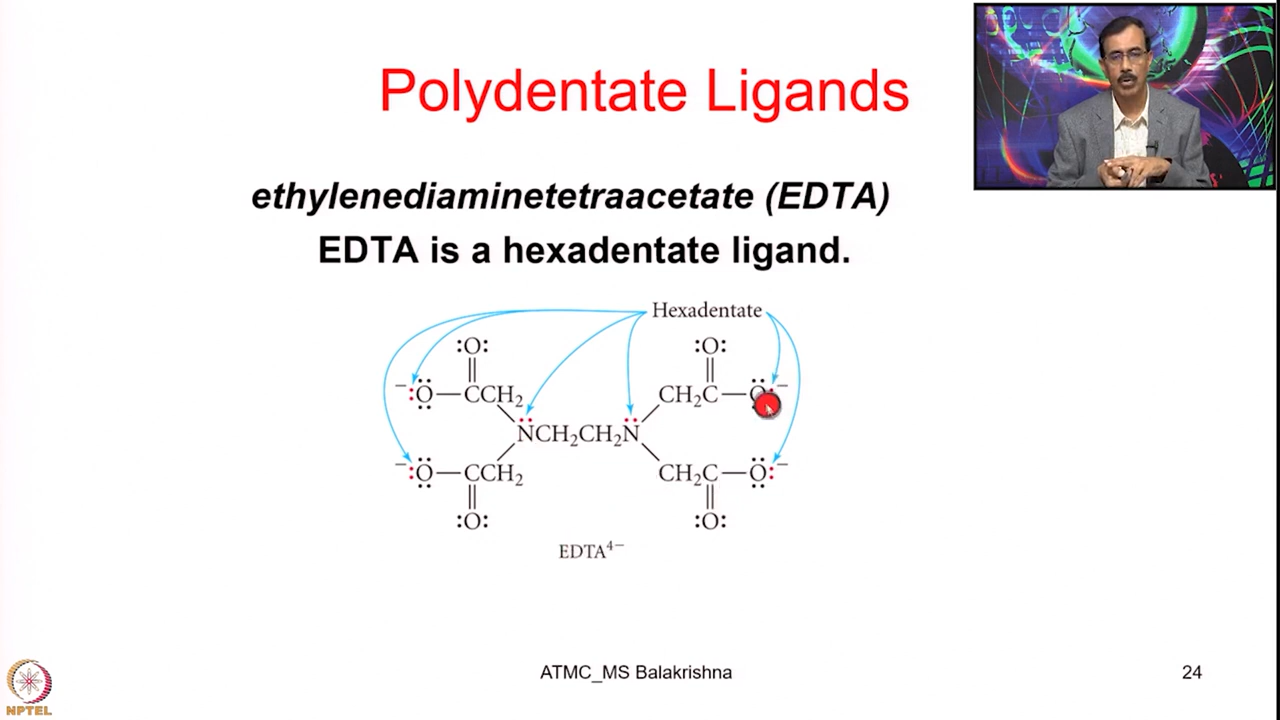 Polydentate Ligands
ethylenediaminetetraacetate (EDTA)
EDTA is a hexadentate ligand.
Hexadentate
:O: :O:
⁻:O—CCH₂ CH₂C—O:⁻
NCH₂CH₂N
⁻:O—CCH₂ CH₂C—O:⁻
:O: :O:
EDTA⁴⁻
NPTEL
ATMC_MS Balakrishna
24